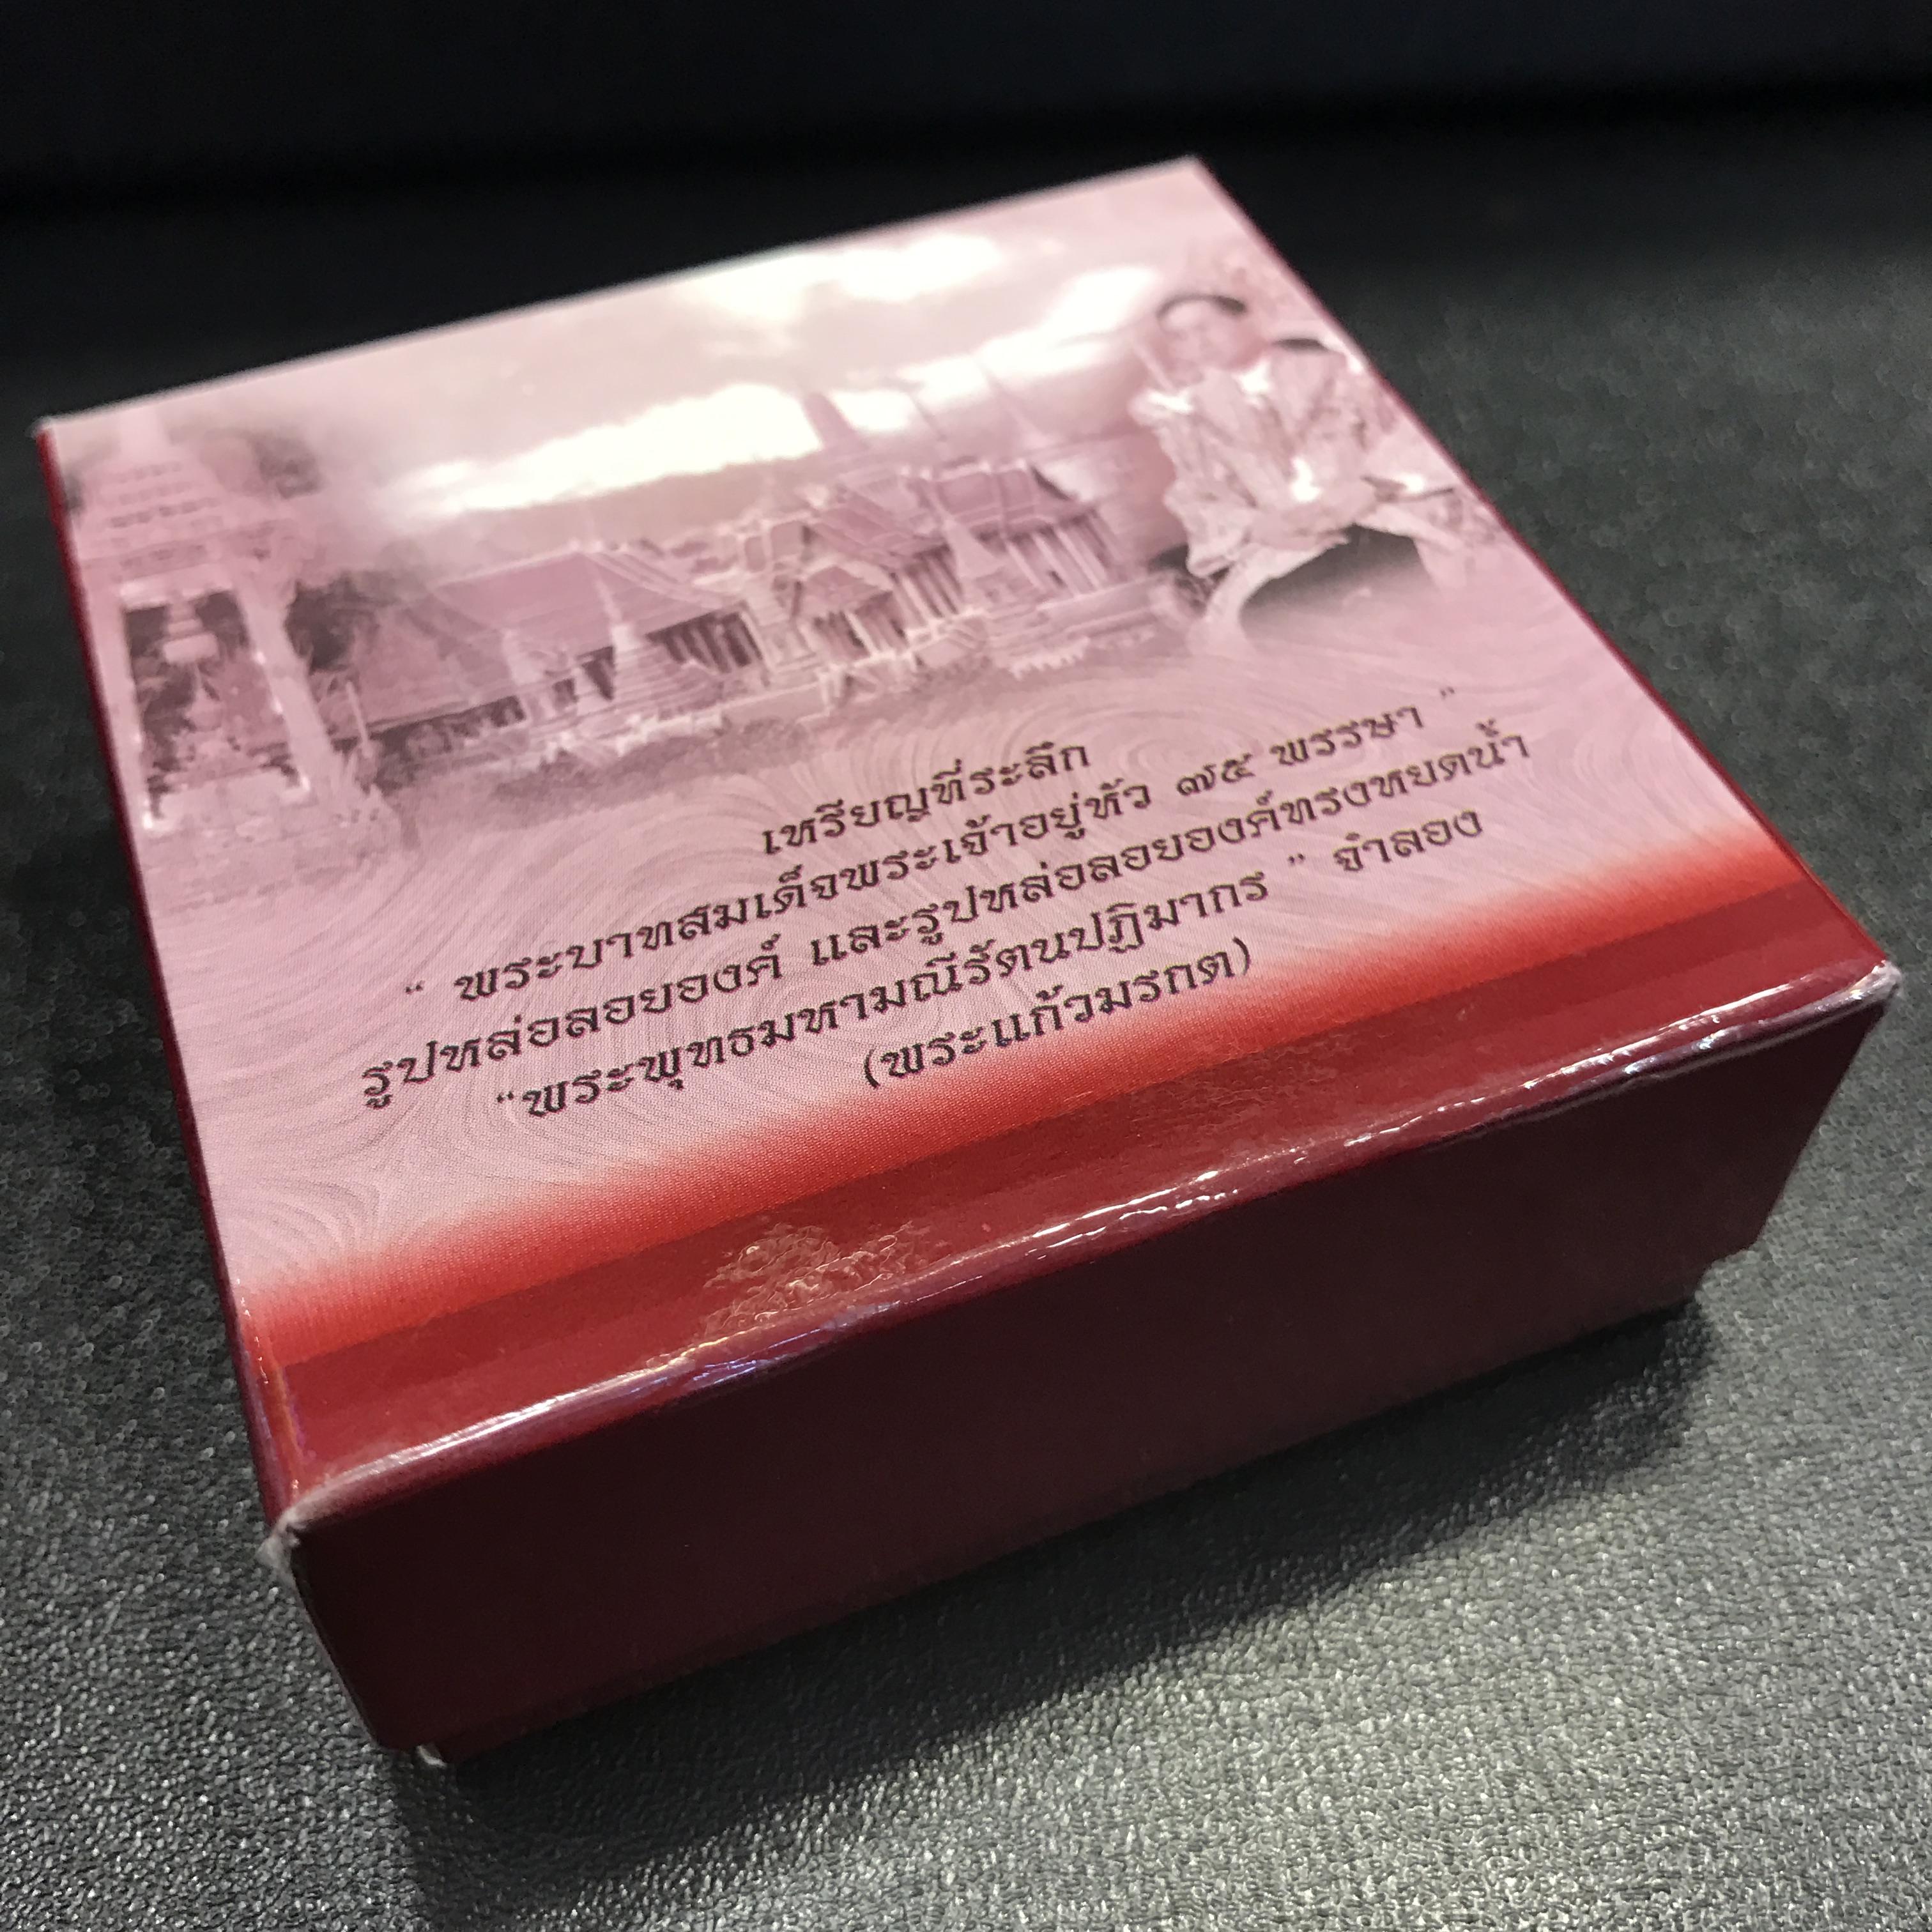 เหรียญที่ระลึก
“ พระบาทสมเด็จพระเจ้าอยู่หัว ๗๕ พรรษา ”
รูปหล่อลอยองค์ และรูปหล่อลอยองค์ทรงหยดน้ำ
“พระพุทธมหามณีรัตนปฏิมากร ” จำลอง
(พระแก้วมรกต)